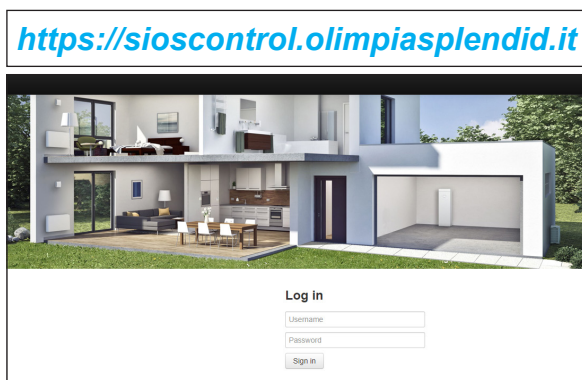 https://sioscontrol.olimpiasplendid.it
Log in
Username
Password
Sign in